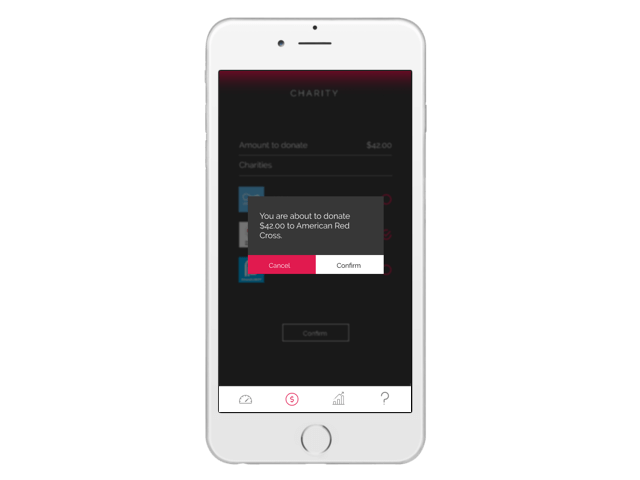 CHARITY
Amount to donate $42.00
Charities
You are about to donate
$42.00 to American Red
Cross.
Cancel Confirm
Confirm
$
?